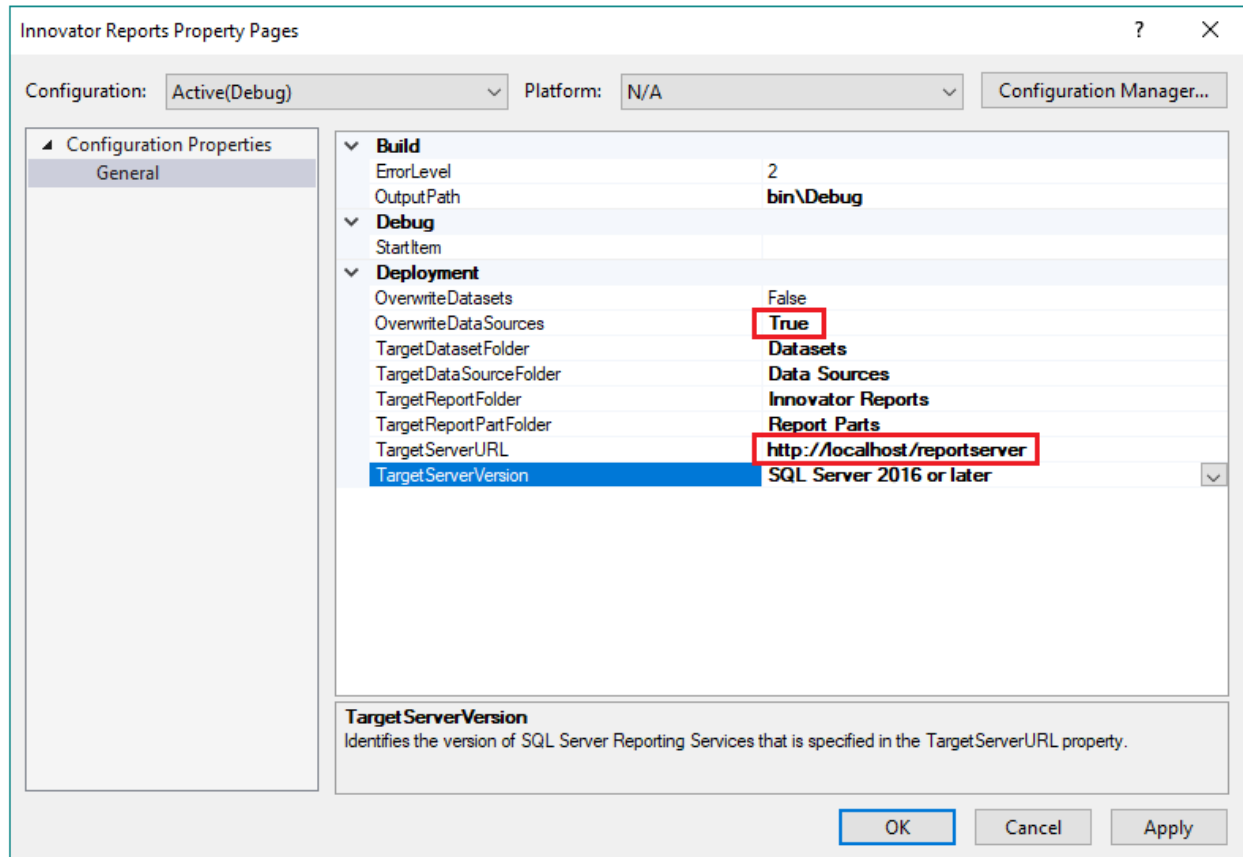 Innovator Reports Property Pages ?
Configuration: Active(Debug) Platform: N/A Configuration Manager...
Configuration Properties
General
Build
ErrorLevel 2
OutputPath bin\Debug
Debug
StartItem
Deployment
OverwriteDatasets False
OverwriteDataSources True
TargetDatasetFolder Datasets
TargetDataSourceFolder Data Sources
TargetReportFolder Innovator Reports
TargetReportPartFolder Report Parts
TargetServerURL http://localhost/reportserver
TargetServerVersion SQL Server 2016 or later
TargetServerVersion
Identifies the version of SQL Server Reporting Services that is specified in the TargetServerURL property.
OK Cancel Apply